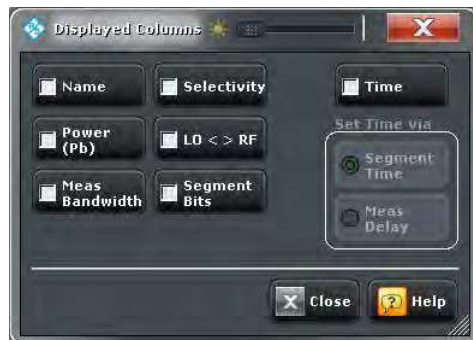 Displayed Columns
Name
Selectivity
Time
Power
(Pb)
LO < > RF
Set Time via
Segment
Time
Meas
Bandwidth
Segment
Bits
Meas
Delay
X Close
? Help